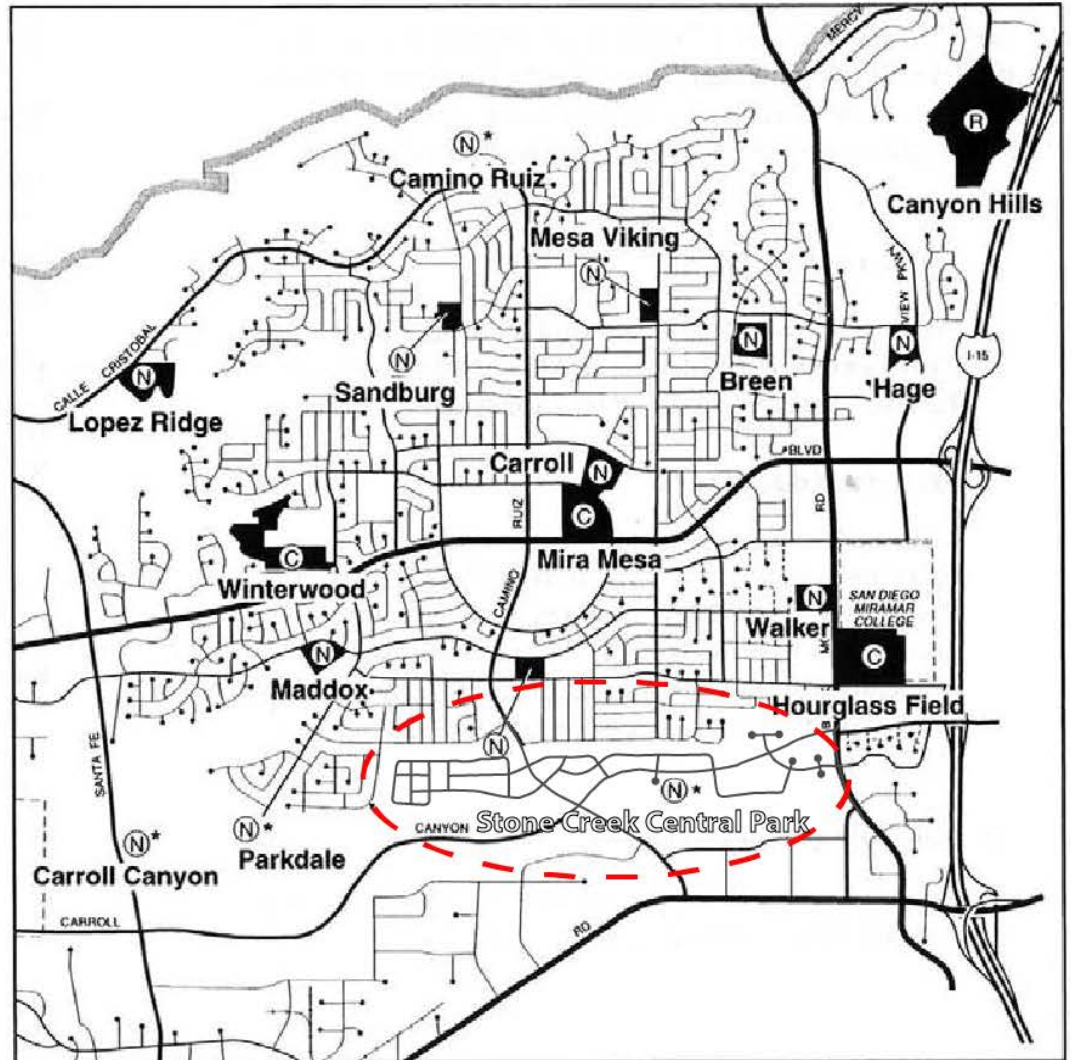 MERCY
R
N*
Camino Ruiz
Canyon Hills
Mesa Viking
N
VIEW PKWY
CALLE CRISTOBAL
N
N
N
I-15
N
Sandburg
Breen
Hage
Lopez Ridge
Carroll
N
BLVD
RUIZ
C
RD
C
Mira Mesa
Winterwood
CAMINO
N
SAN DIEGO
MIRAMAR
COLLEGE
Walker
N
C
Maddox
Hourglass Field
SANTA FE
N
N*
CANYON
Stone Creek Central Park
N*
N*
Parkdale
Carroll Canyon
CARROLL
RD